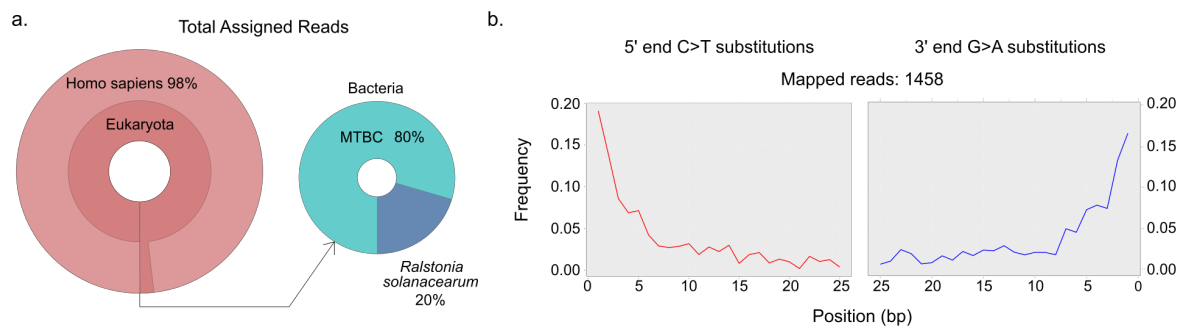 a.
Total Assigned Reads
Homo sapiens 98%
Eukaryota
Bacteria
MTBC 80%
Ralstonia
solanacearum
20%
b.
5' end C>T substitutions
3' end G>A substitutions
Mapped reads: 1458
Frequency
0.20
0.15
0.10
0.05
0.00
0 5 10 15 20 25
25 20 15 10 5 0
0.20
0.15
0.10
0.05
0.00
Position (bp)